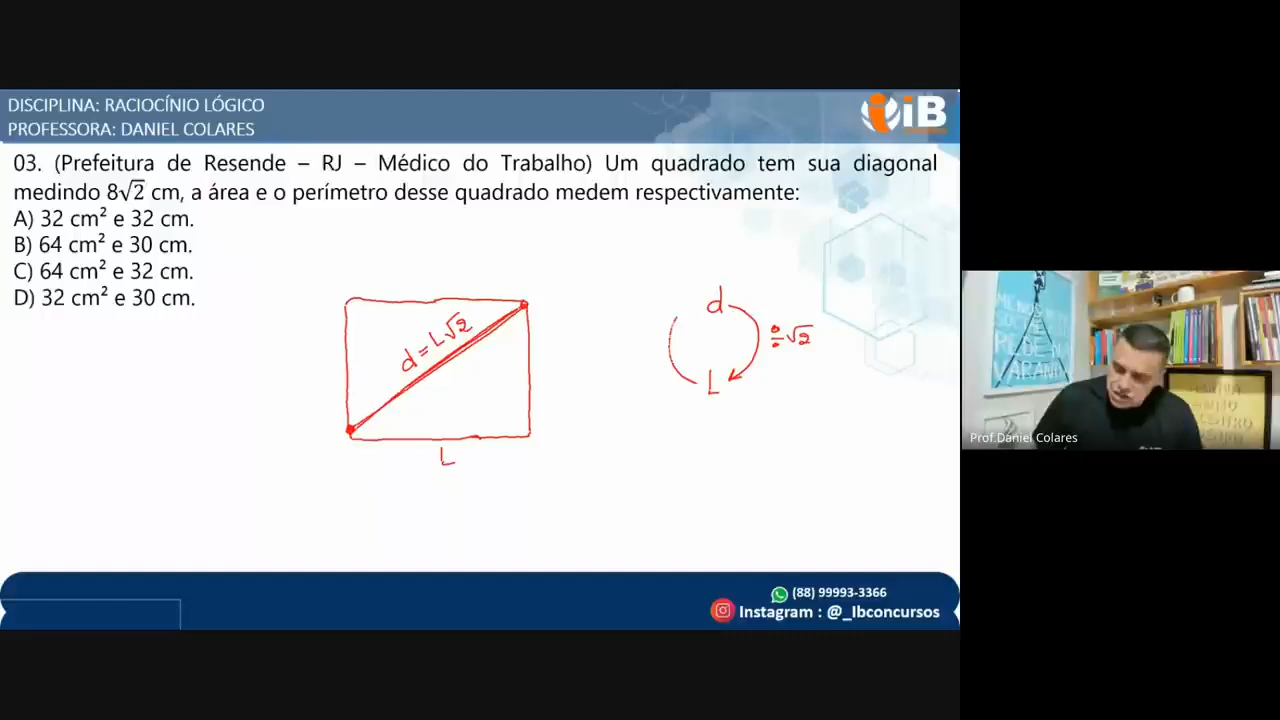 DISCIPLINA: RACIOCÍNIO LÓGICO
PROFESSORA: DANIEL COLARES
iB
03. (Prefeitura de Resende – RJ – Médico do Trabalho) Um quadrado tem sua diagonal
medindo 8√2 cm, a área e o perímetro desse quadrado medem respectivamente:
A) 32 cm² e 32 cm.
B) 64 cm² e 30 cm.
C) 64 cm² e 32 cm.
D) 32 cm² e 30 cm.
d = L√2
L
d
÷√2
L
REDE
VARAND
Prof.Daniel Colares
(88) 99993-3366
Instagram : @_Ibconcursos